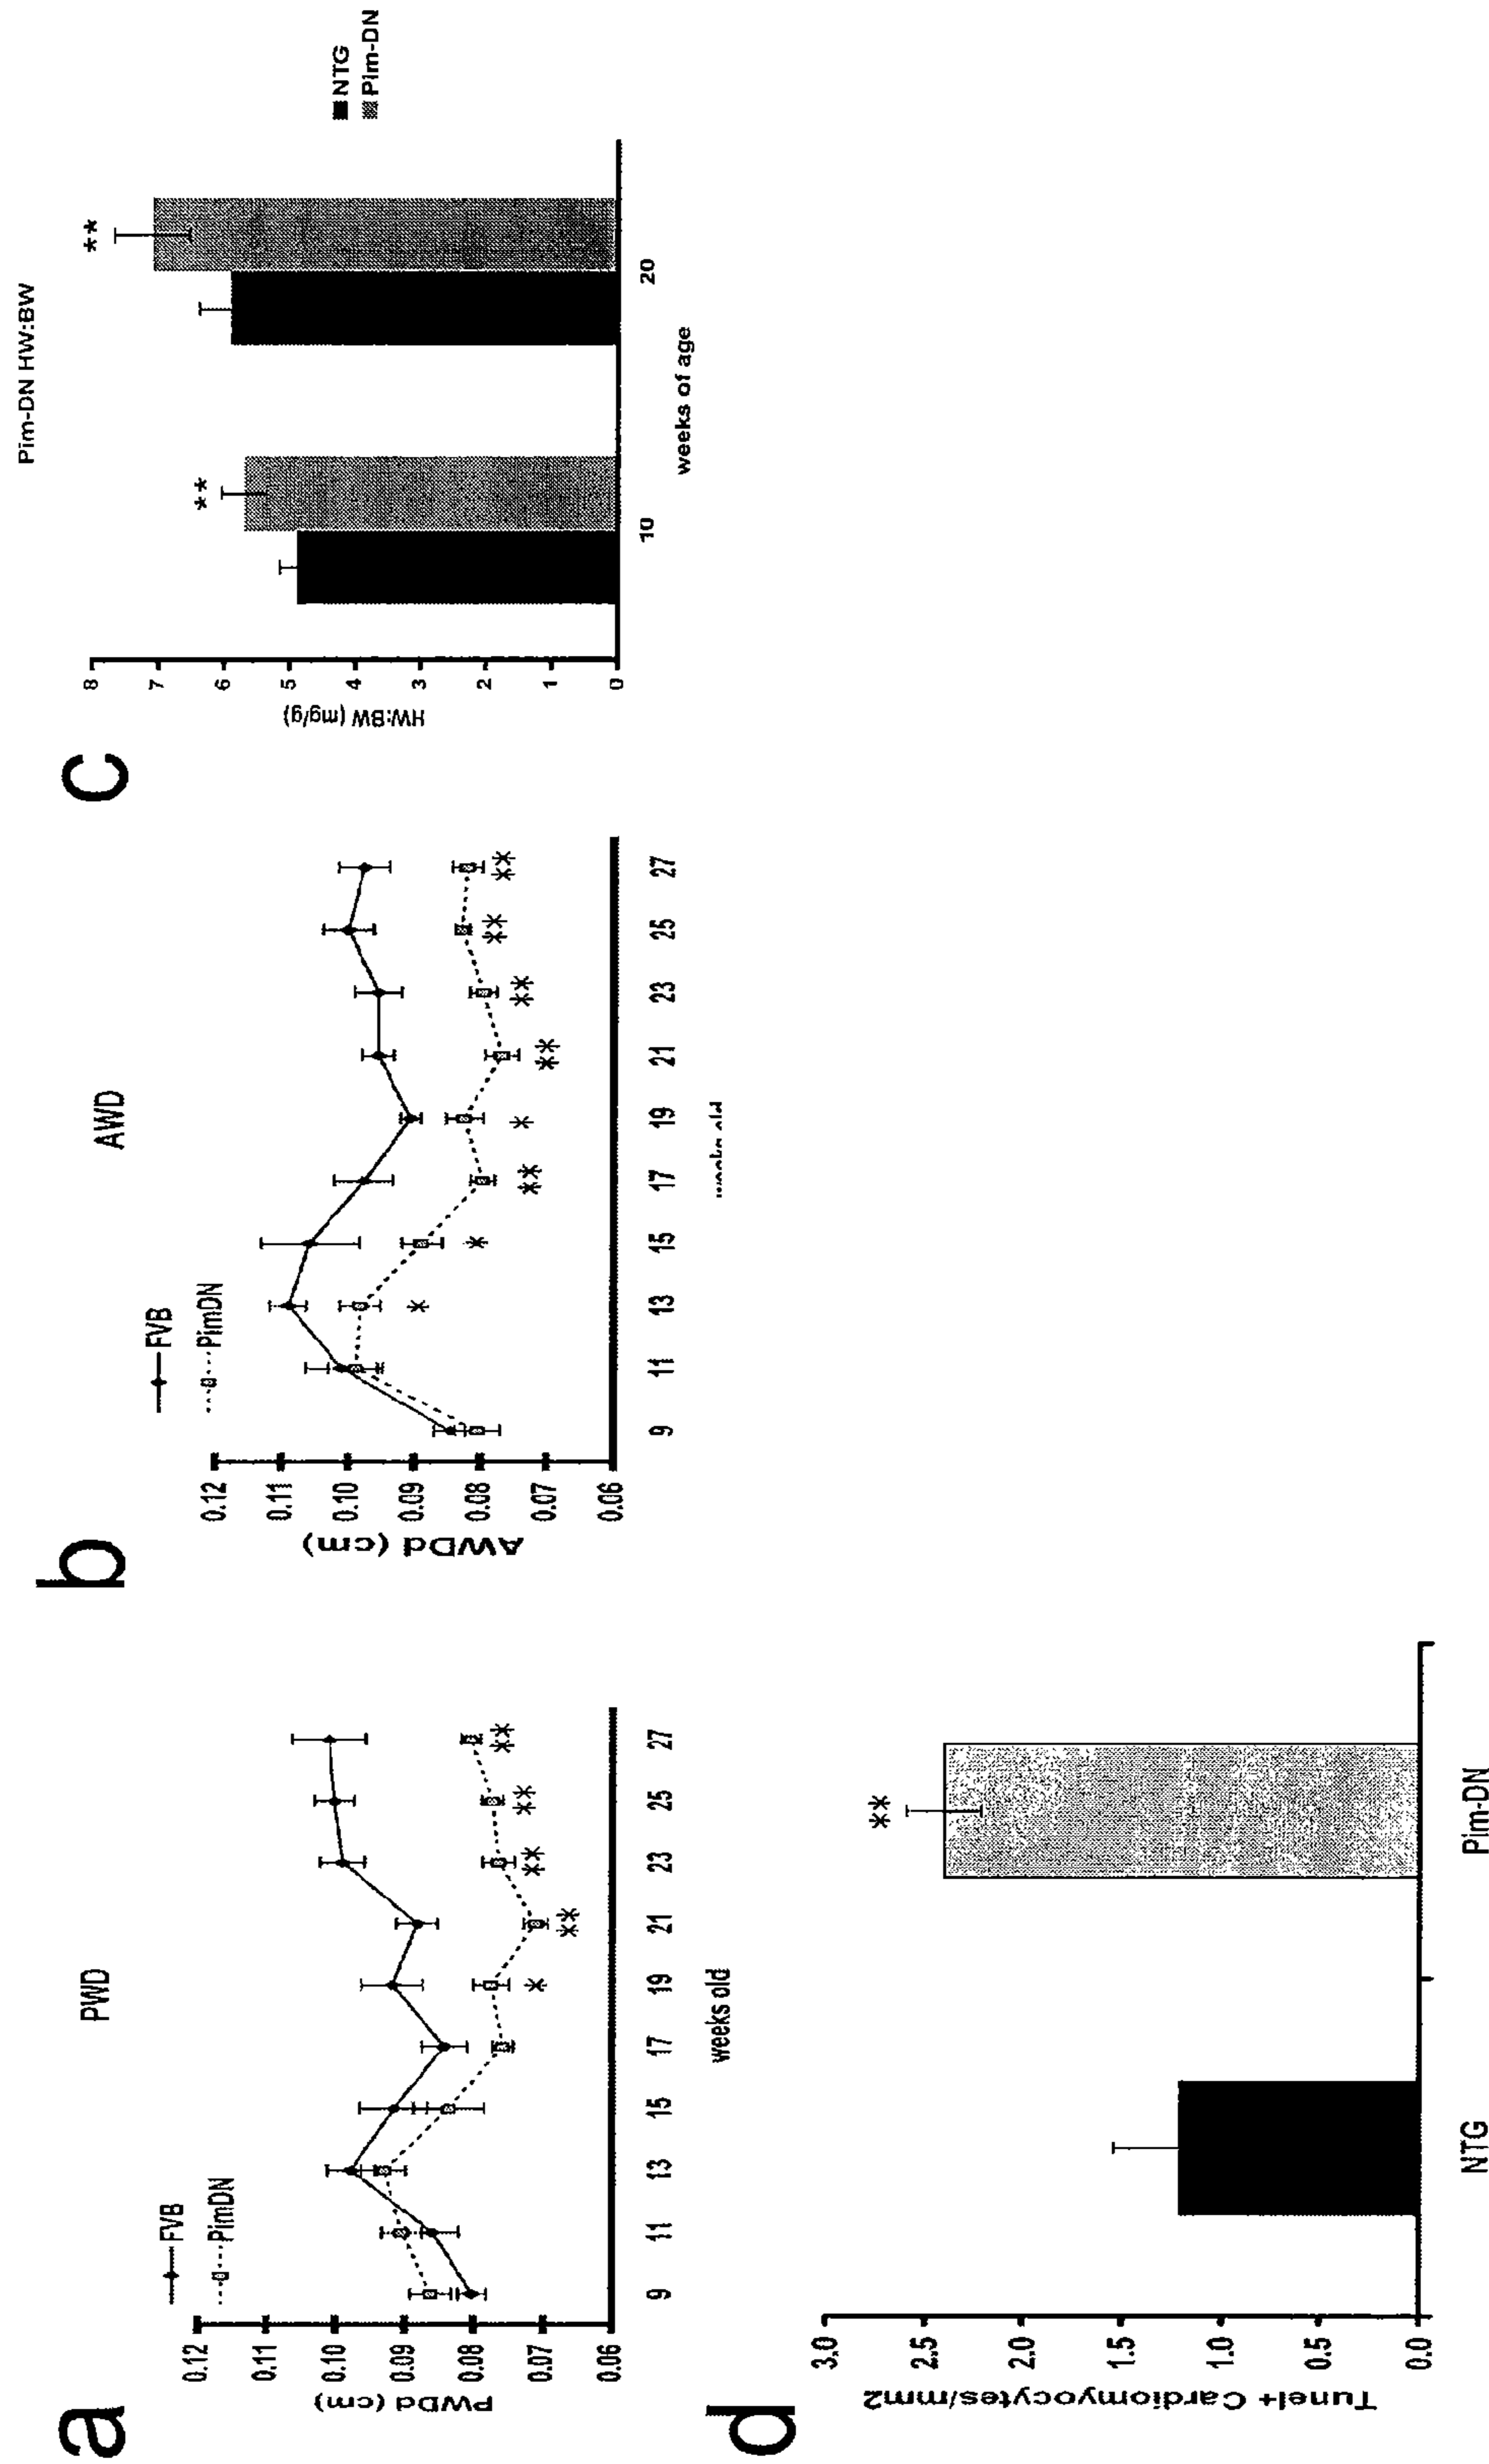 a
PWD
FVB
PimDN
PWDd (cm)
0.12
0.11
0.10
0.09
0.08
0.07
0.06
** ** ** ** *
9 11 13 15 17 19 21 23 25 27
weeks old
b
AWD
FVB
PimDN
AWDd (cm)
0.12
0.11
0.10
0.09
0.08
0.07
0.06
* * ** * ** ** ** **
9 11 13 15 17 19 21 23 25 27
weeks old
c
Pim-DN HW:BW
NTG
Pim-DN
HW:BW (mg/g)
8
7
6
5
4
3
2
1
0
** **
10 20
weeks of age
d
Tunel+ Cardiomyocytes/mm2
3.0
2.5
2.0
1.5
1.0
0.5
0.0
**
NTG Pim-DN